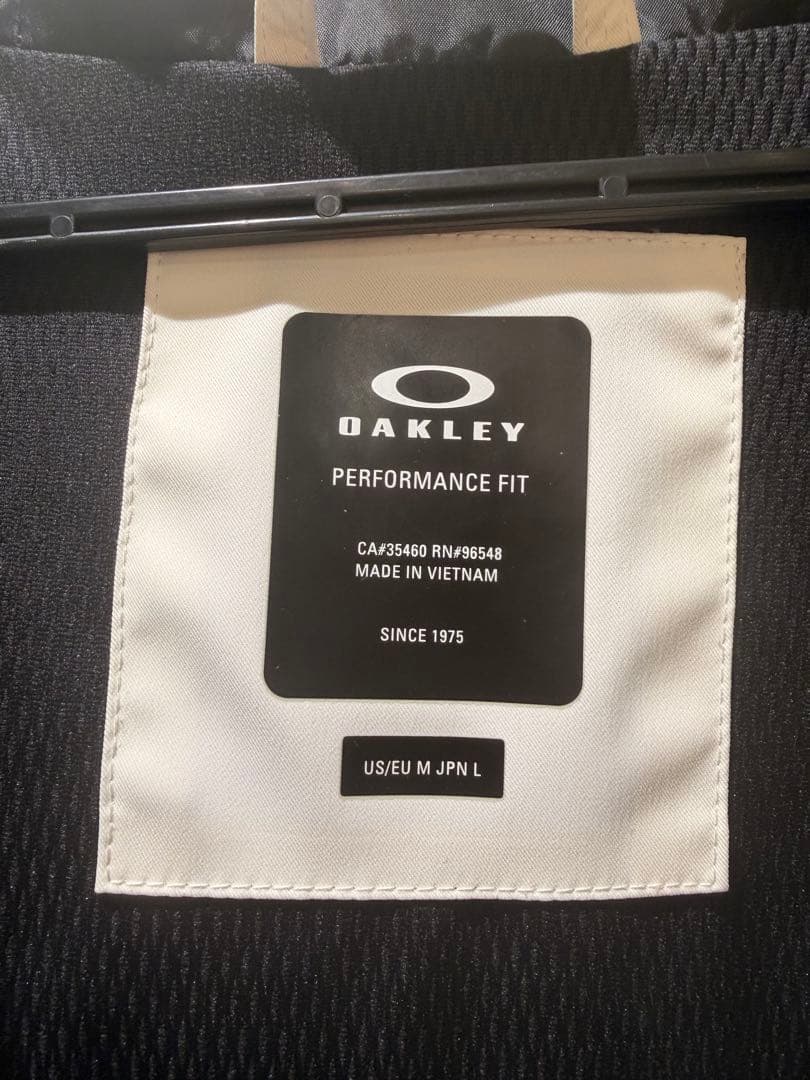 OAKLEY
PERFORMANCE FIT
CA#35460 RN#96548
MADE IN VIETNAM
SINCE 1975
US/EU M JPN L